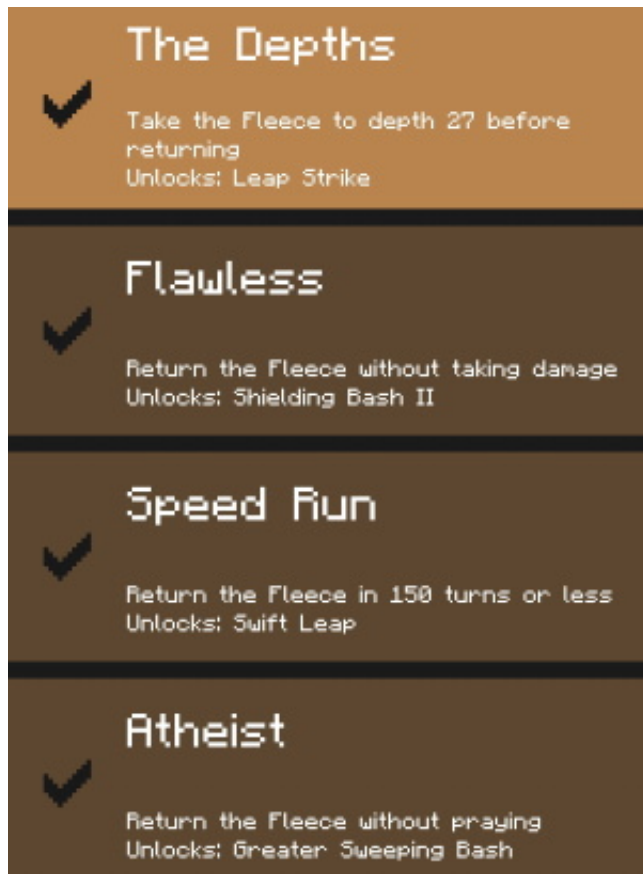 The Depths
Take the Fleece to depth 27 before
returning
Unlocks: Leap Strike
Flawless
Return the Fleece without taking damage
Unlocks: Shielding Bash II
Speed Run
Return the Fleece in 150 turns or less
Unlocks: Swift Leap
Atheist
Return the Fleece without praying
Unlocks: Greater Sweeping Bash